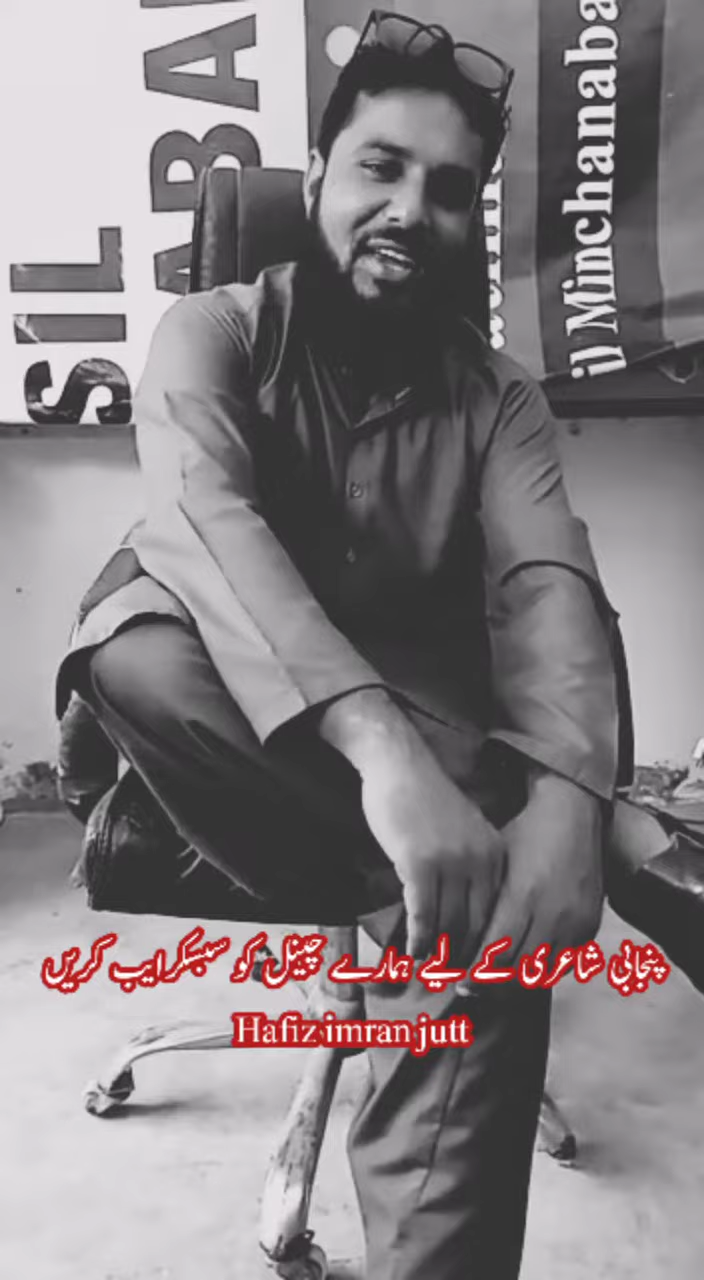 SIL
ABA
il) Minchanaba
پنجابی شاعری کے لیے ہمارے چینل کو سبسکرایب کریں
Hafiz imran jutt